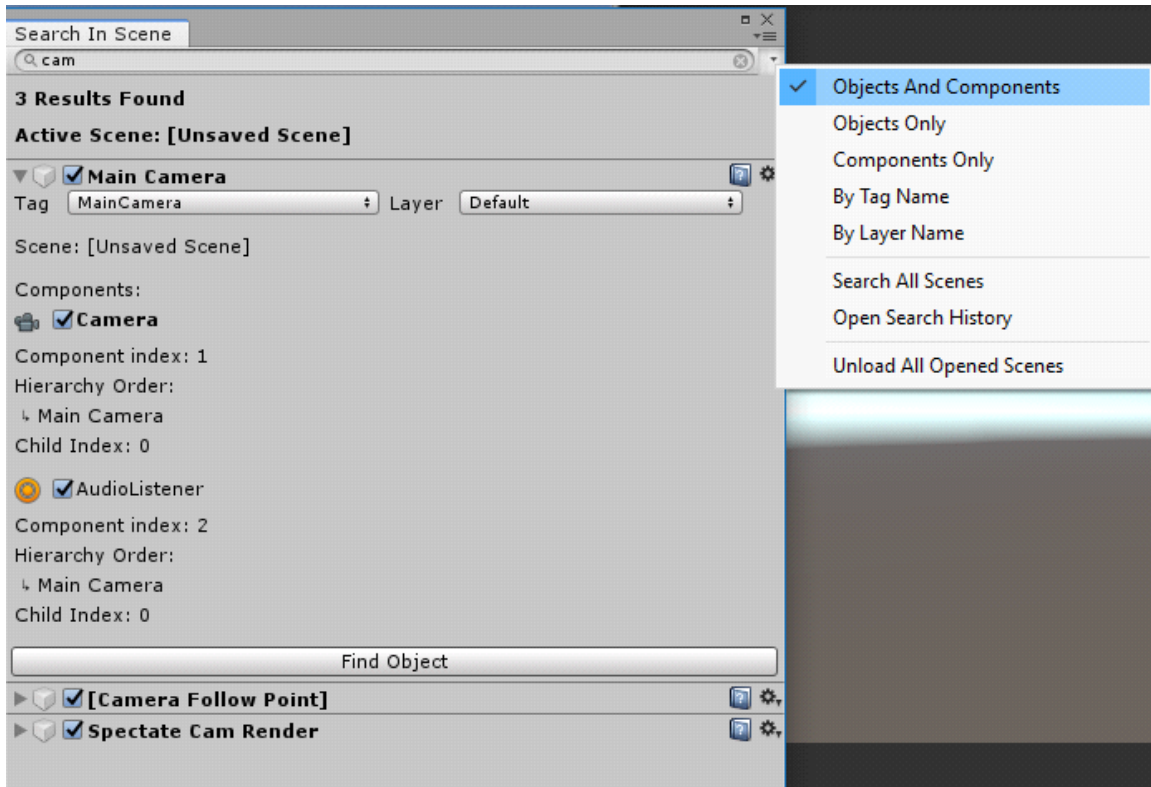 Search In Scene
cam
3 Results Found
Active Scene: [Unsaved Scene]
Main Camera
Tag MainCamera Layer Default
Scene: [Unsaved Scene]
Components:
Camera
Component index: 1
Hierarchy Order:
↳ Main Camera
Child Index: 0
AudioListener
Component index: 2
Hierarchy Order:
↳ Main Camera
Child Index: 0
Find Object
[Camera Follow Point]
Spectate Cam Render
Objects And Components
Objects Only
Components Only
By Tag Name
By Layer Name
Search All Scenes
Open Search History
Unload All Opened Scenes